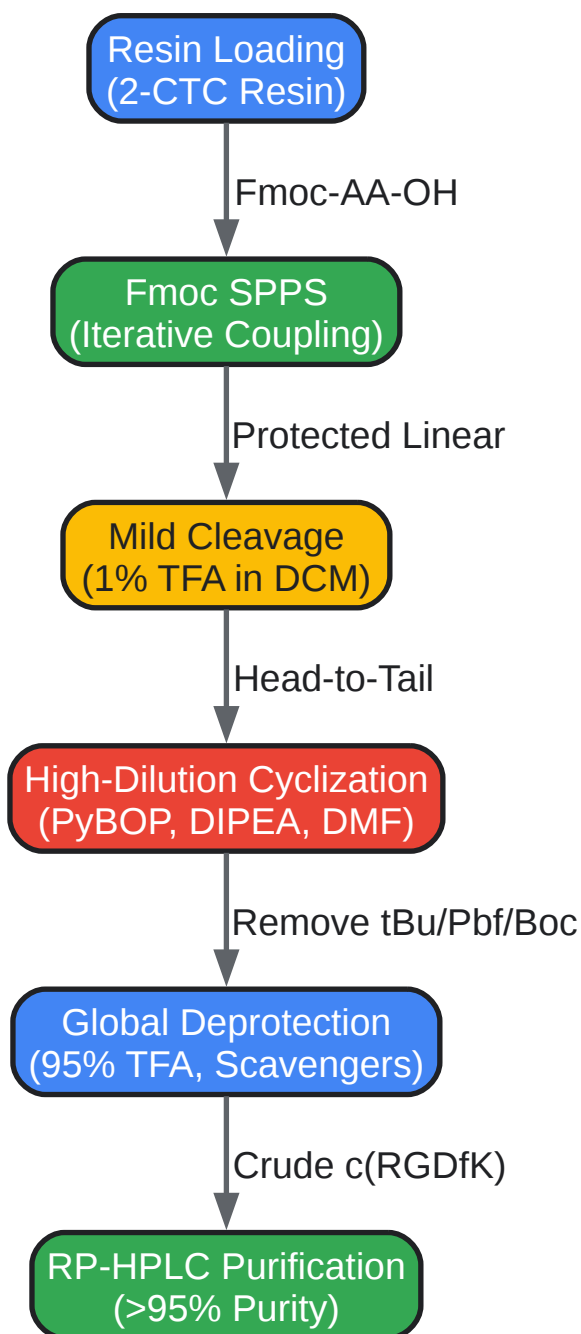 Resin Loading
(2-CTC Resin)
Fmoc-AA-OH
Fmoc SPPS
(Iterative Coupling)
Protected Linear
Mild Cleavage
(1% TFA in DCM)
Head-to-Tail
High-Dilution Cyclization
(PyBOP, DIPEA, DMF)
Remove tBu/Pbf/Boc
Global Deprotection
(95% TFA, Scavengers)
Crude c(RGDfK)
RP-HPLC Purification
(>95% Purity)